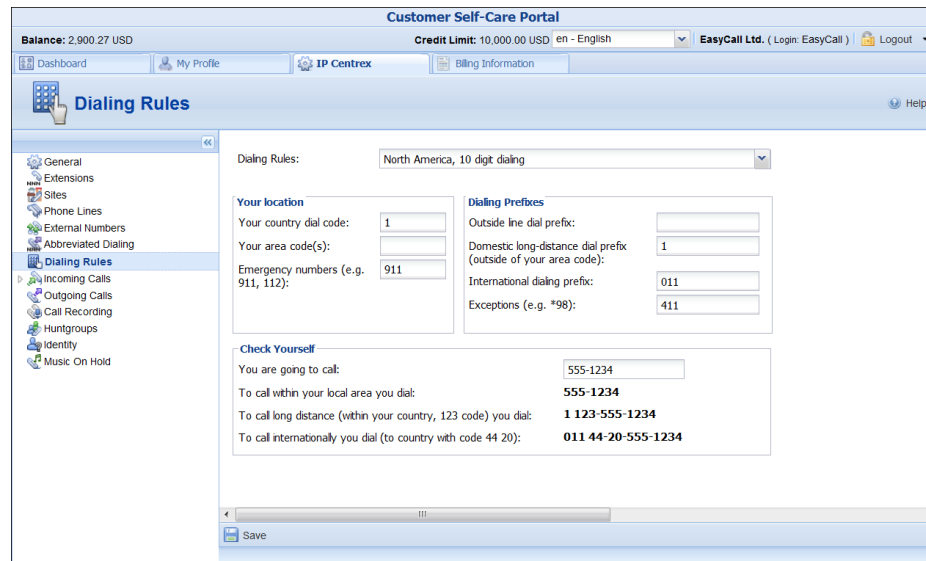 Customer Self-Care Portal
Balance: 2,900.27 USD
Credit Limit: 10,000.00 USD
en - English
EasyCall Ltd. ( Login: EasyCall )
Logout
Dashboard
My Profile
IP Centrex
Billing Information
Dialing Rules
Help
General
Extensions
Sites
Phone Lines
External Numbers
Abbreviated Dialing
Dialing Rules
Incoming Calls
Outgoing Calls
Call Recording
Huntgroups
Identity
Music On Hold
Dialing Rules:
North America, 10 digit dialing
Your location
Your country dial code:
1
Your area code(s):
Emergency numbers (e.g.
911, 112):
911
Dialing Prefixes
Outside line dial prefix:
Domestic long-distance dial prefix
(outside of your area code):
1
International dialing prefix:
011
Exceptions (e.g. *98):
411
Check Yourself
You are going to call:
555-1234
To call within your local area you dial:
555-1234
To call long distance (within your country, 123 code) you dial:
1 123-555-1234
To call internationally you dial (to country with code 44 20):
011 44-20-555-1234
Save